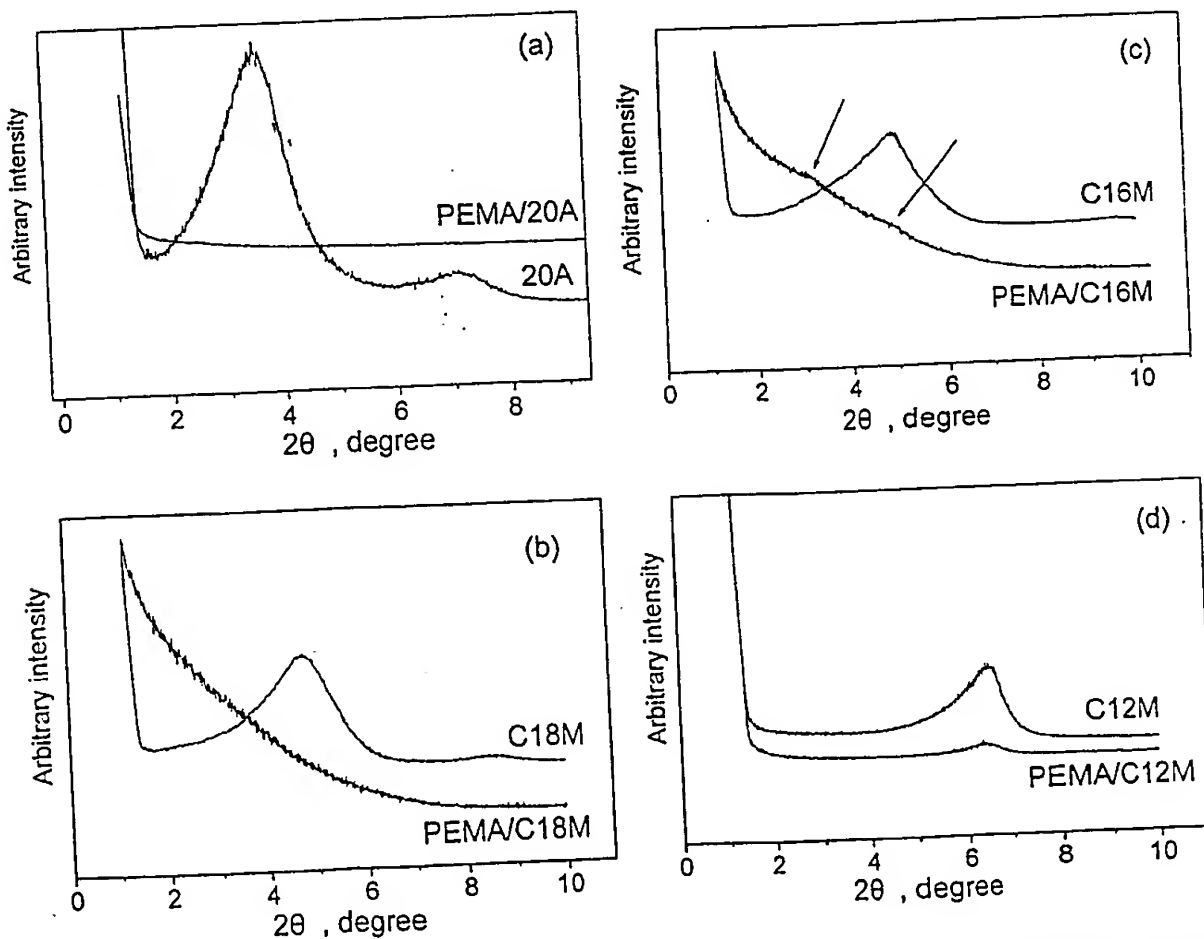 (a)
Arbitrary intensity
PEMA/20A
20A
0 2 4 6 8
2θ , degree
(c)
Arbitrary intensity
C16M
PEMA/C16M
0 2 4 6 8 10
2θ , degree
(b)
Arbitrary intensity
C18M
PEMA/C18M
0 2 4 6 8 10
2θ , degree
(d)
Arbitrary intensity
C12M
PEMA/C12M
0 2 4 6 8 10
2θ , degree